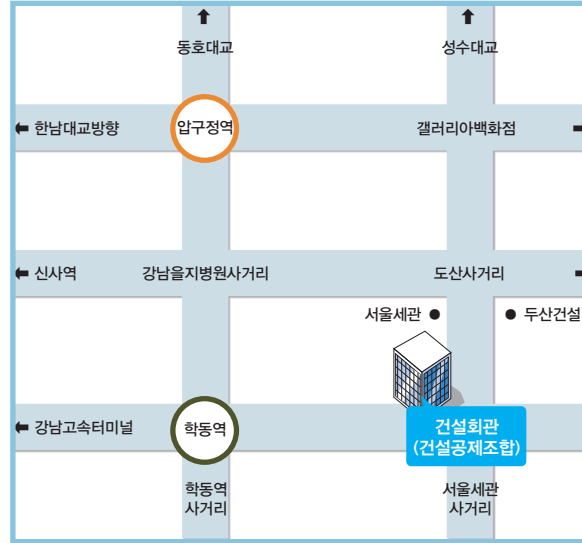 동호대교
성수대교
한남대교방향
압구정역
갤러리아백화점
신사역
강남을지병원사거리
도산사거리
서울세관
두산건설
강남고속터미널
학동역
건설회관
(건설공제조합)
학동역
사거리
서울세관
사거리